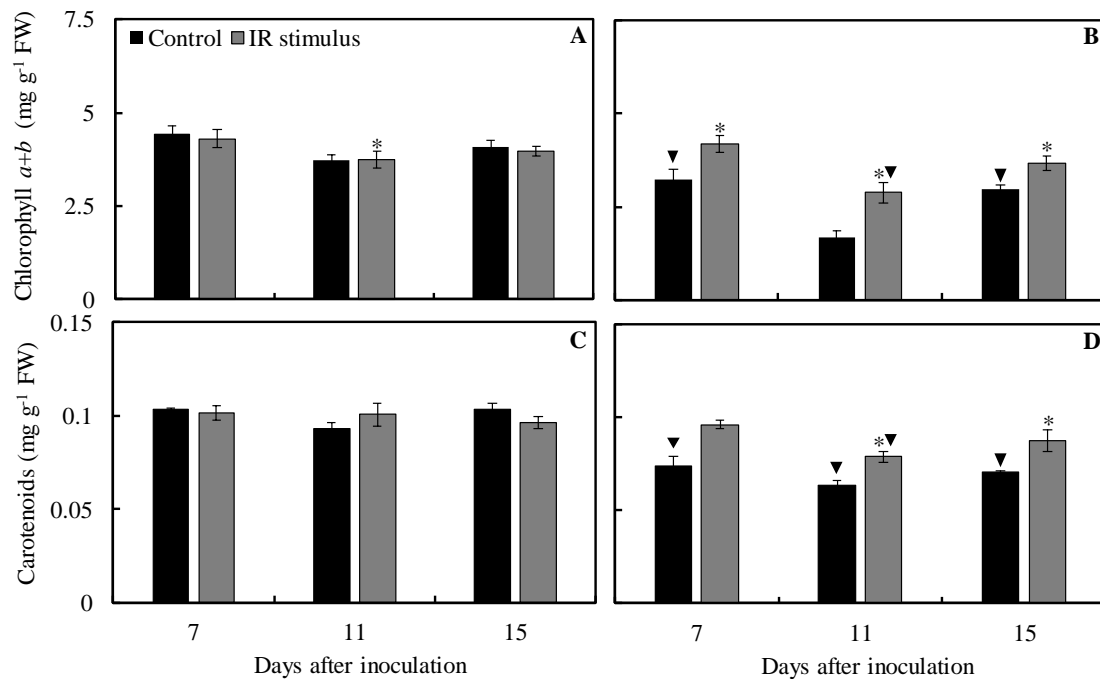 7.5
5
2.5
0
Chlorophyll a+b (mg g-1 FW)
Control IR stimulus
A
*
B
* * *
0.15
0.1
0.05
0
Carotenoids (mg g-1 FW)
C
D
* *
7 11 15
7 11 15
Days after inoculation
Days after inoculation